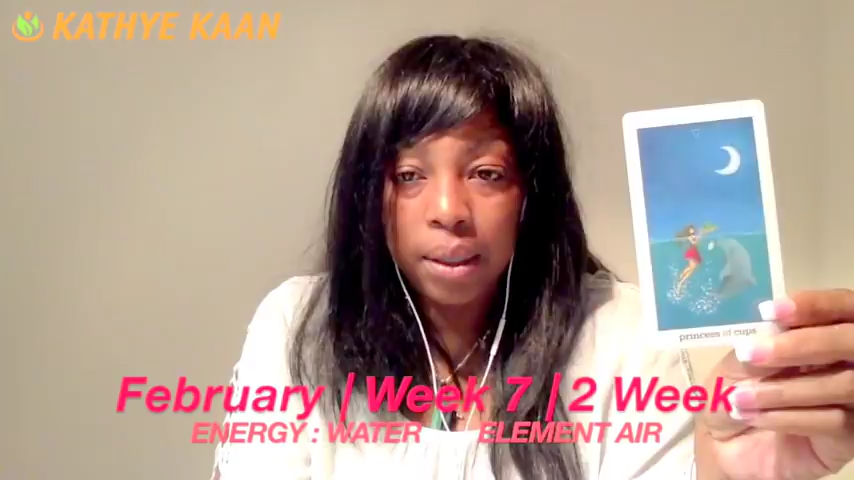 KATHYE KAAN
princess of cups
February | Week 7 | 2 Week
ENERGY : WATER ELEMENT AIR